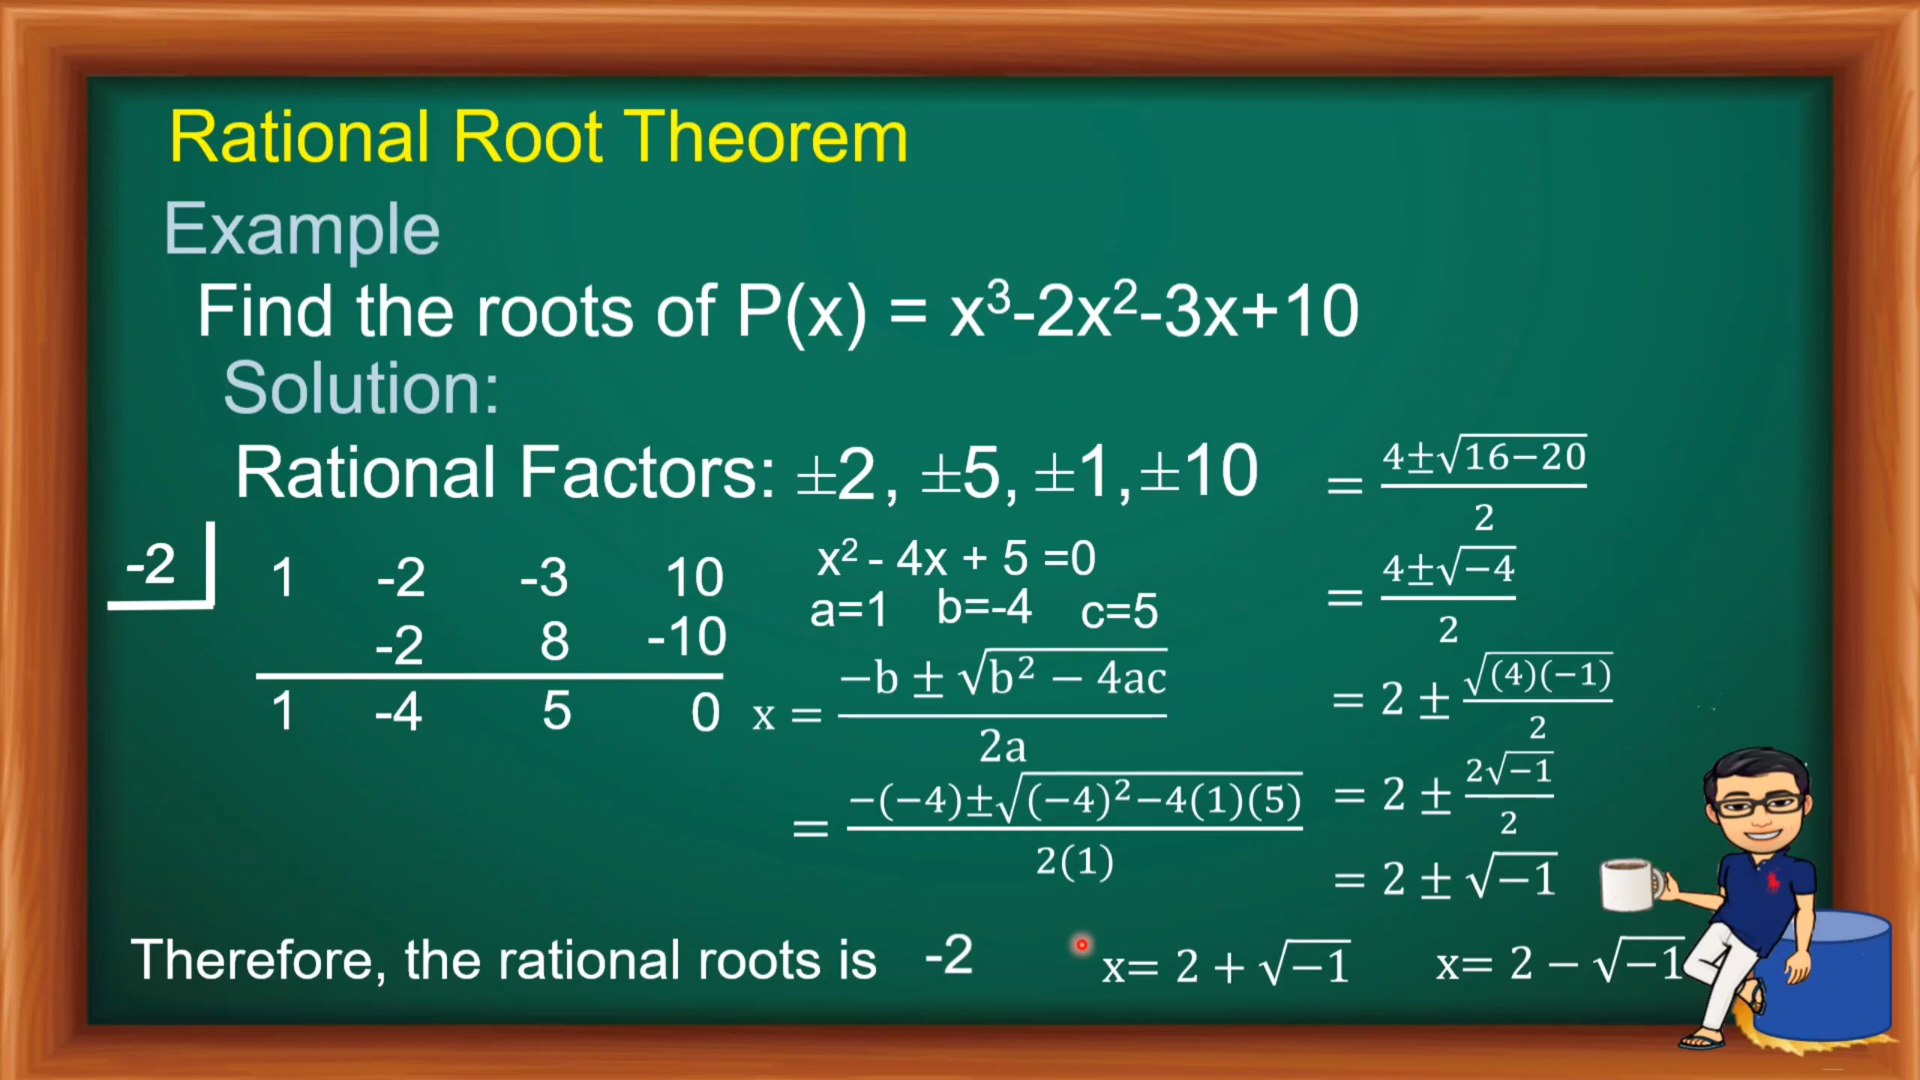 Rational Root Theorem
Example
Find the roots of P(x) = x³-2x²-3x+10
Solution:
Rational Factors: ±2, ±5, ±1, ±10
-2 | 1 -2 -3 10
-2 8 -10
1 -4 5 0
x² - 4x + 5 =0
a=1 b=-4 c=5
x = (−b ± √(b² − 4ac)) / 2a
= (−(−4)±√((−4)²−4(1)(5))) / 2(1)
= (4±√(16−20)) / 2
= (4±√(−4)) / 2
= 2 ± √((4)(−1)) / 2
= 2 ± 2√(−1) / 2
= 2 ± √(−1)
Therefore, the rational roots is -2 x= 2 + √(−1) x= 2 − √(−1)